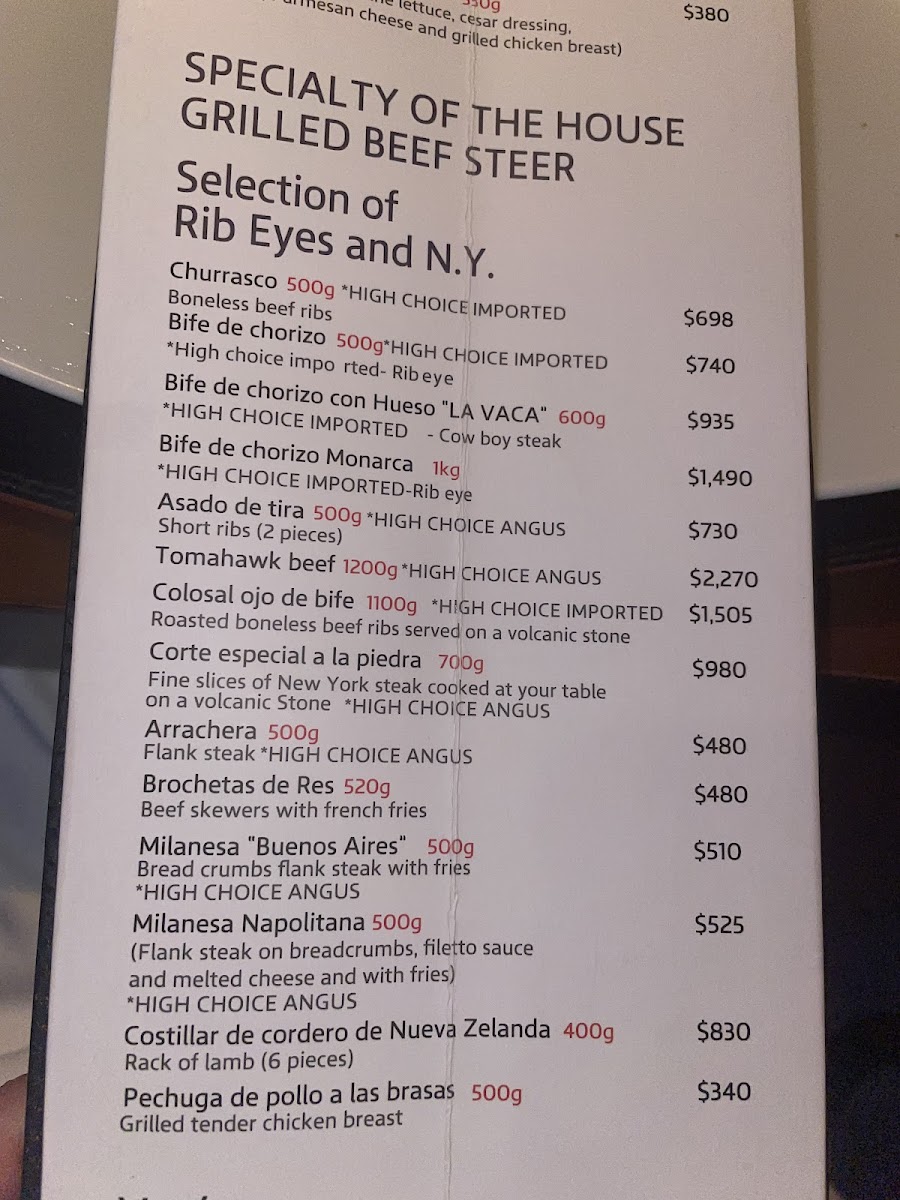 lettuce, cesar dressing,
$380
cheese and grilled chicken breast)
SPECIALTY OF THE HOUSE
GRILLED BEEF STEER
Selection of
Rib Eyes and N.Y.
Churrasco 500g *HIGH CHOICE IMPORTED
Boneless beef ribs
$698
Bife de chorizo 500g*HIGH CHOICE IMPORTED
*High choice impo rted- Rib eye
$740
Bife de chorizo con Hueso "LA VACA" 600g
*HIGH CHOICE IMPORTED - Cow boy steak
$935
Bife de chorizo Monarca 1kg
*HIGH CHOICE IMPORTED-Rib eye
$1,490
Asado de tira 500g *HIGH CHOICE ANGUS
Short ribs (2 pieces)
$730
Tomahawk beef 1200g *HIGH CHOICE ANGUS
$2,270
Colosal ojo de bife 1100g *HIGH CHOICE IMPORTED $1,505
Roasted boneless beef ribs served on a volcanic stone
Corte especial a la piedra 700g
$980
Fine slices of New York steak cooked at your table
on a volcanic Stone *HIGH CHOICE ANGUS
Arrachera 500g
$480
Flank steak *HIGH CHOICE ANGUS
Brochetas de Res 520g
$480
Beef skewers with french fries
Milanesa "Buenos Aires" 500g
$510
Bread crumbs flank steak with fries
*HIGH CHOICE ANGUS
Milanesa Napolitana 500g
$525
(Flank steak on breadcrumbs, filetto sauce
and melted cheese and with fries)
*HIGH CHOICE ANGUS
Costillar de cordero de Nueva Zelanda 400g
$830
Rack of lamb (6 pieces)
Pechuga de pollo a las brasas 500g
$340
Grilled tender chicken breast